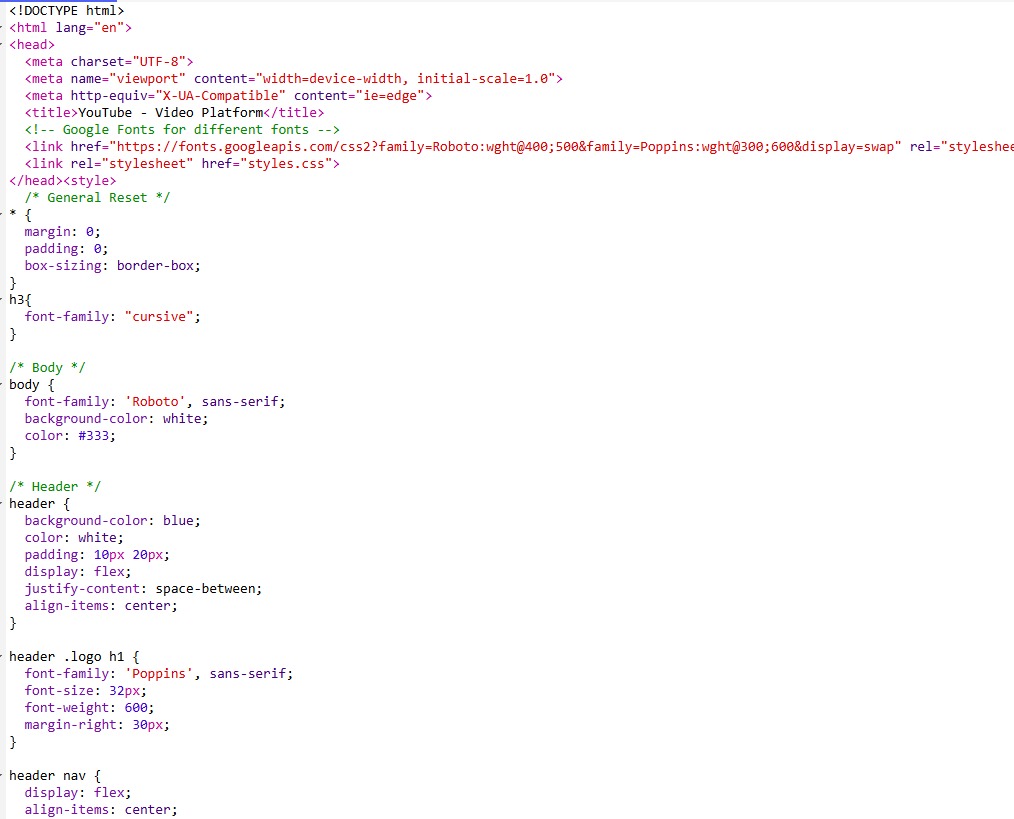 <!DOCTYPE html>
<html lang="en">
<head>
  <meta charset="UTF-8">
  <meta name="viewport" content="width=device-width, initial-scale=1.0">
  <meta http-equiv="X-UA-Compatible" content="ie=edge">
  <title>YouTube - Video Platform</title>
  <!-- Google Fonts for different fonts -->
  <link href="https://fonts.googleapis.com/css2?family=Roboto:wght@400;500&family=Poppins:wght@300;600&display=swap" rel="styleshee
  <link rel="stylesheet" href="styles.css">
</head><style>
  /* General Reset */
* {
  margin: 0;
  padding: 0;
  box-sizing: border-box;
}
h3{
  font-family: "cursive";
}

/* Body */
body {
  font-family: 'Roboto', sans-serif;
  background-color: white;
  color: #333;
}

/* Header */
header {
  background-color: blue;
  color: white;
  padding: 10px 20px;
  display: flex;
  justify-content: space-between;
  align-items: center;
}

header .logo h1 {
  font-family: 'Poppins', sans-serif;
  font-size: 32px;
  font-weight: 600;
  margin-right: 30px;
}

header nav {
  display: flex;
  align-items: center;